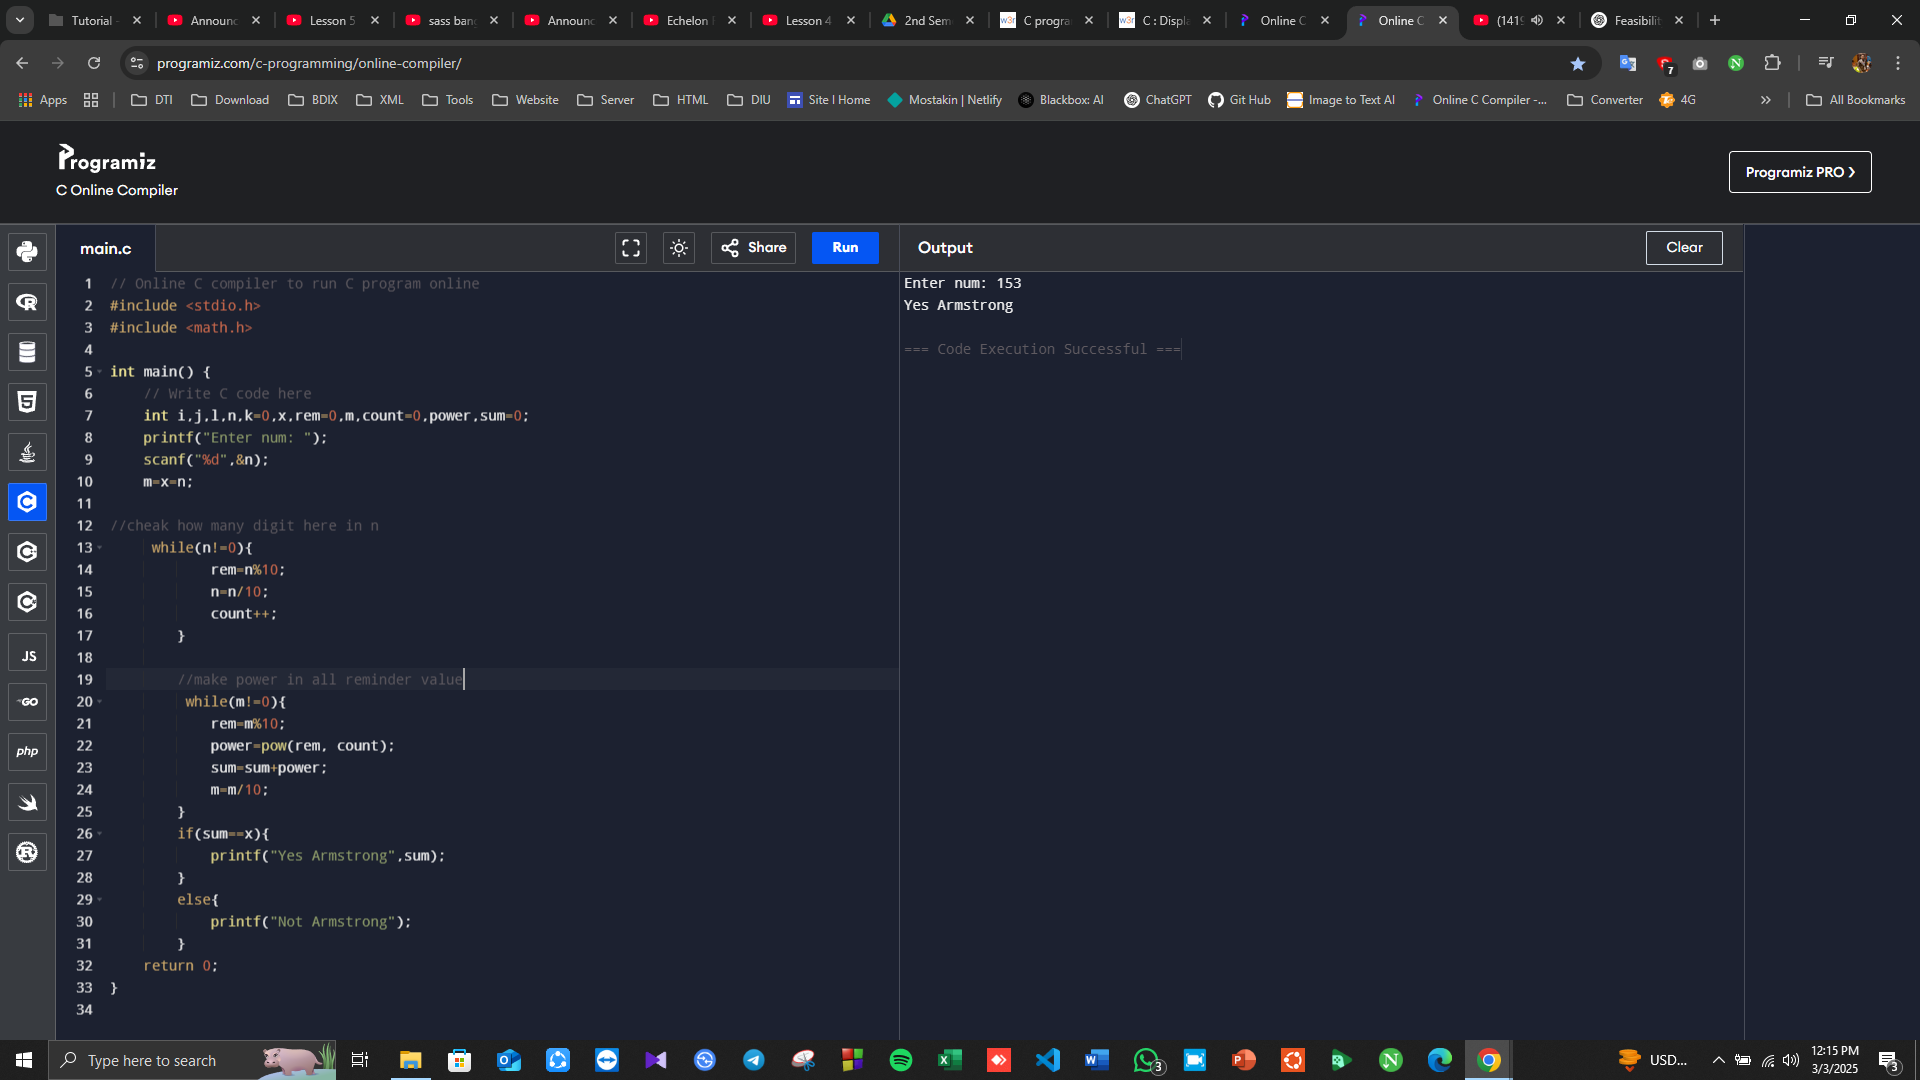 Tutorial -
Announc
Lesson 5
sass bang
Announc
Echelon
Lesson 4
2nd Sem
w3r C progra
w3r C : Displa
Online C
Online C
(141
Feasibilit
programiz.com/c-programming/online-compiler/
7
Apps
DTI
Download
BDIX
XML
Tools
Website
Server
HTML
DIU
Site I Home
Mostakin | Netlify
Blackbox: AI
ChatGPT
Git Hub
Image to Text AI
Online C Compiler -...
Converter
4G
All Bookmarks
Programiz
C Online Compiler
Programiz PRO ❯
main.c
Share
Run
Output
Clear
1 // Online C compiler to run C program online
2 #include <stdio.h>
3 #include <math.h>
4
5 int main() {
6 // Write C code here
7 int i,j,l,n,k=0,x,rem=0,m,count=0,power,sum=0;
8 printf("Enter num: ");
9 scanf("%d",&n);
10 m=x=n;
11
12 //cheak how many digit here in n
13 while(n!=0){
14 rem=n%10;
15 n=n/10;
16 count++;
17 }
18
19 //make power in all reminder value
20 while(m!=0){
21 rem=m%10;
22 power=pow(rem, count);
23 sum=sum+power;
24 m=m/10;
25 }
26 if(sum==x){
27 printf("Yes Armstrong",sum);
28 }
29 else{
30 printf("Not Armstrong");
31 }
32 return 0;
33 }
34
Enter num: 153
Yes Armstrong
=== Code Execution Successful ===
JS
GO
php
Type here to search
3
USD...
12:15 PM
3/3/2025
3